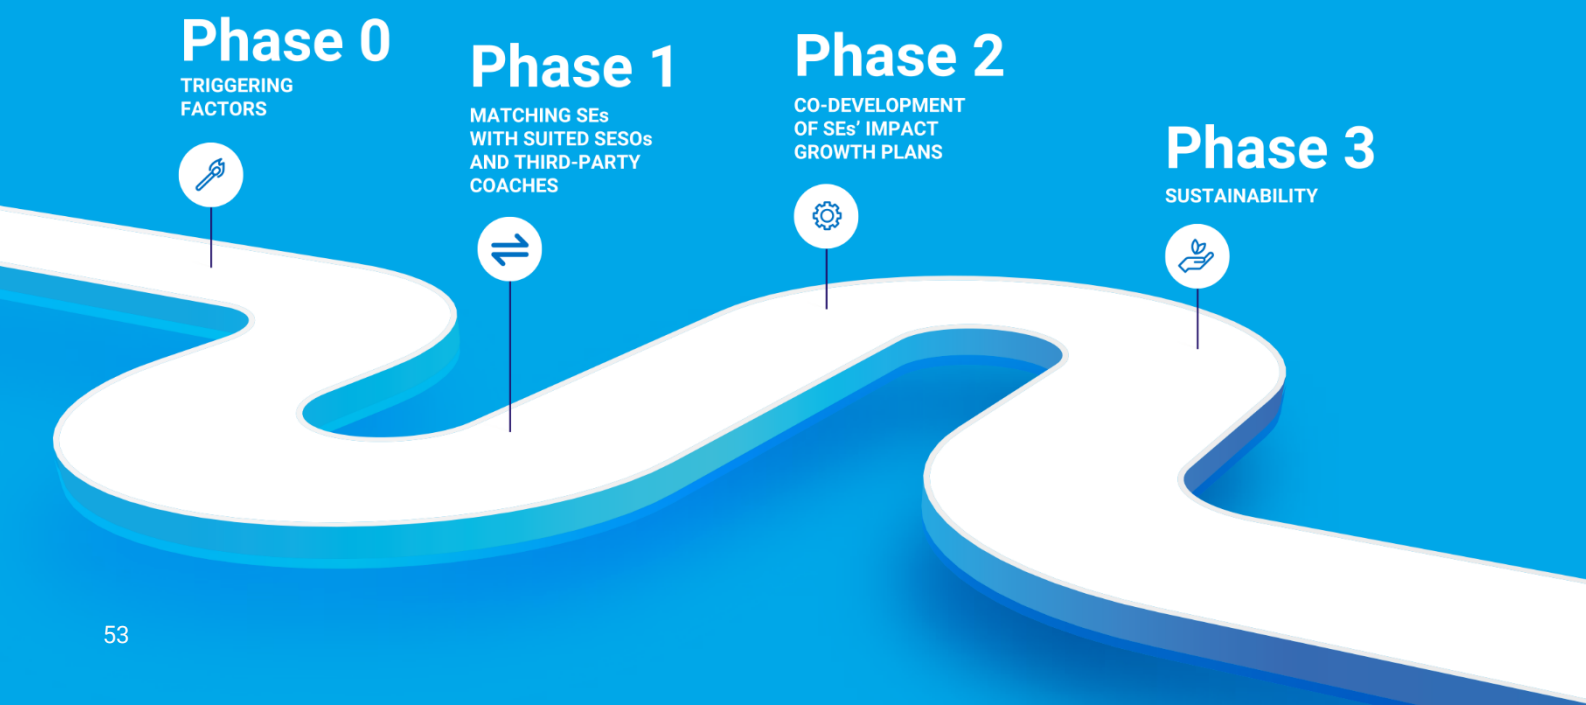 Phase 0
TRIGGERING
FACTORS
Phase 1
MATCHING SEs
WITH SUITED SESOs
AND THIRD-PARTY
COACHES
Phase 2
CO-DEVELOPMENT
OF SEs’ IMPACT
GROWTH PLANS
Phase 3
SUSTAINABILITY
53